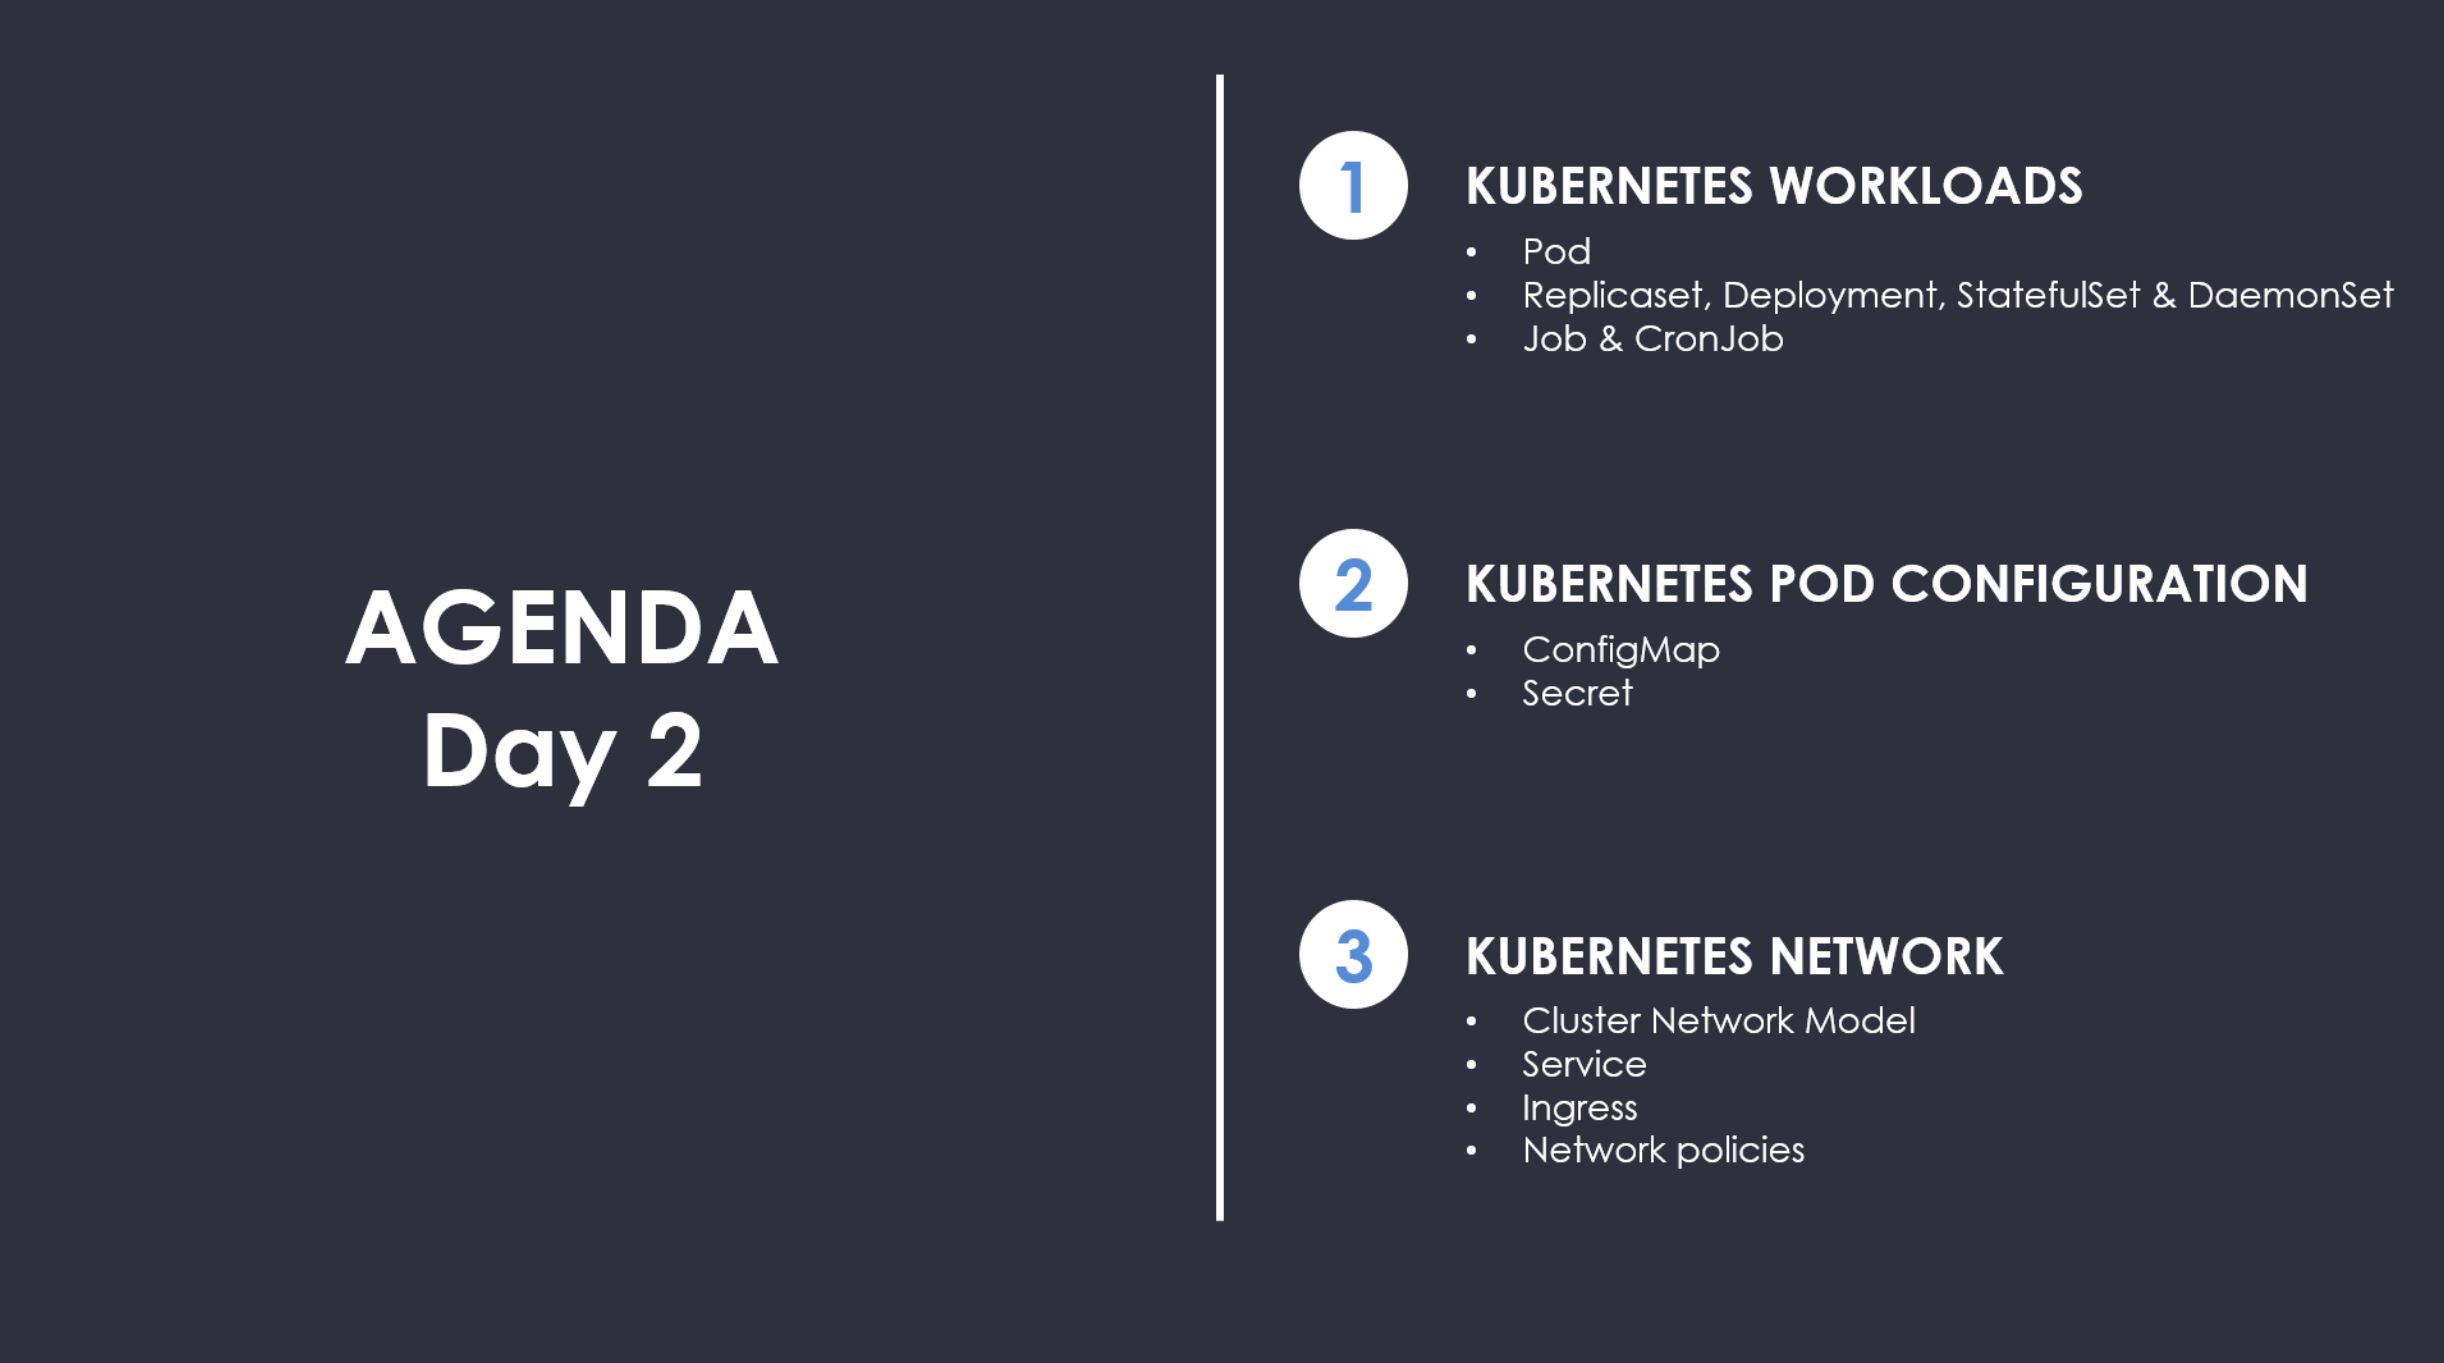 AGENDA
Day 2
1
KUBERNETES WORKLOADS
• Pod
• Replicaset, Deployment, StatefulSet & DaemonSet
• Job & CronJob
2
KUBERNETES POD CONFIGURATION
• ConfigMap
• Secret
3
KUBERNETES NETWORK
• Cluster Network Model
• Service
• Ingress
• Network policies